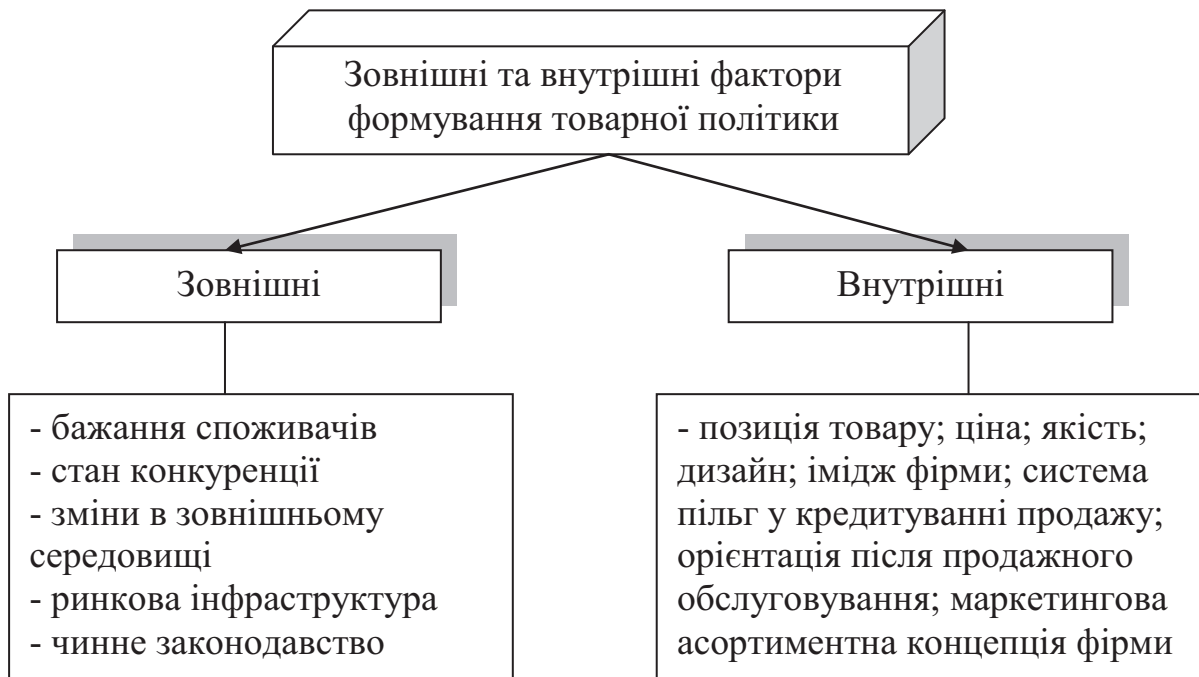 Зовнішні та внутрішні фактори
формування товарної політики
Зовнішні
Внутрішні
- бажання споживачів
- стан конкуренції
- зміни в зовнішньому
середовищі
- ринкова інфраструктура
- чинне законодавство
- позиція товару; ціна; якість;
дизайн; імідж фірми; система
пільг у кредитуванні продажу;
орієнтація після продажного
обслуговування; маркетингова
асортиментна концепція фірми